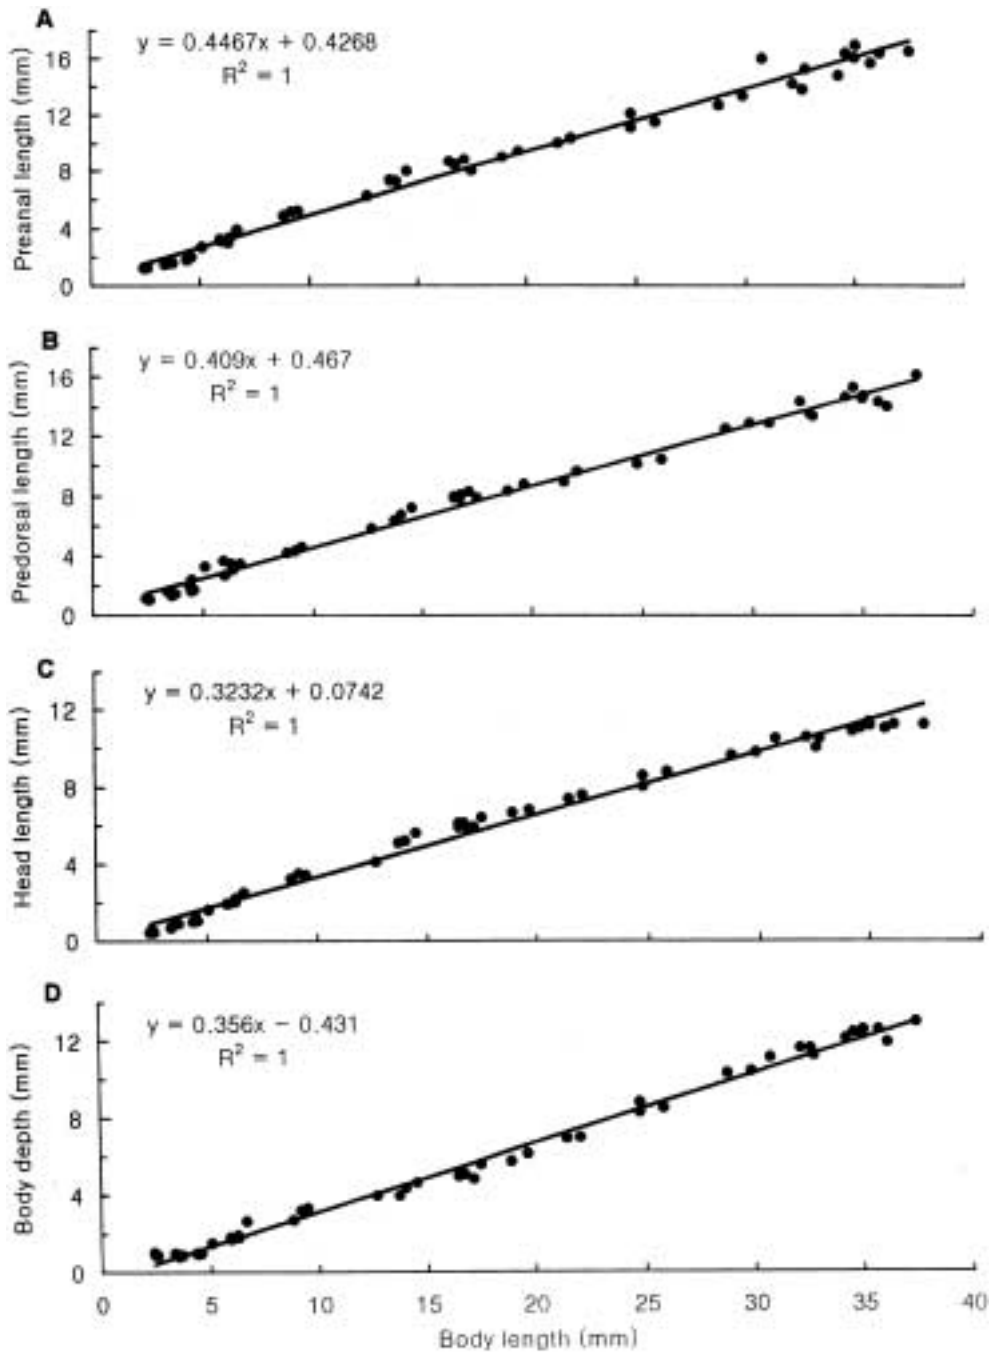 A
y = 0.4467x + 0.4268
R² = 1
16
12
8
4
0
Preanal length (mm)
B
y = 0.409x + 0.467
R² = 1
16
12
8
4
0
Predorsal length (mm)
C
y = 0.3232x + 0.0742
R² = 1
12
8
4
0
Head length (mm)
D
y = 0.356x − 0.431
R² = 1
12
8
4
0
Body depth (mm)
0 5 10 15 20 25 30 35 40
Body length (mm)